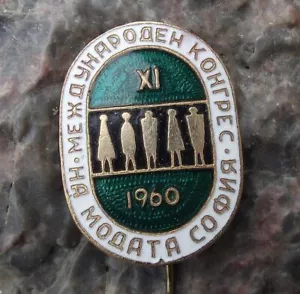 МЕЖДУНАРОДЕН КОНГРЕС · НА МОДАТА СОФИЯ ·
XI
1960